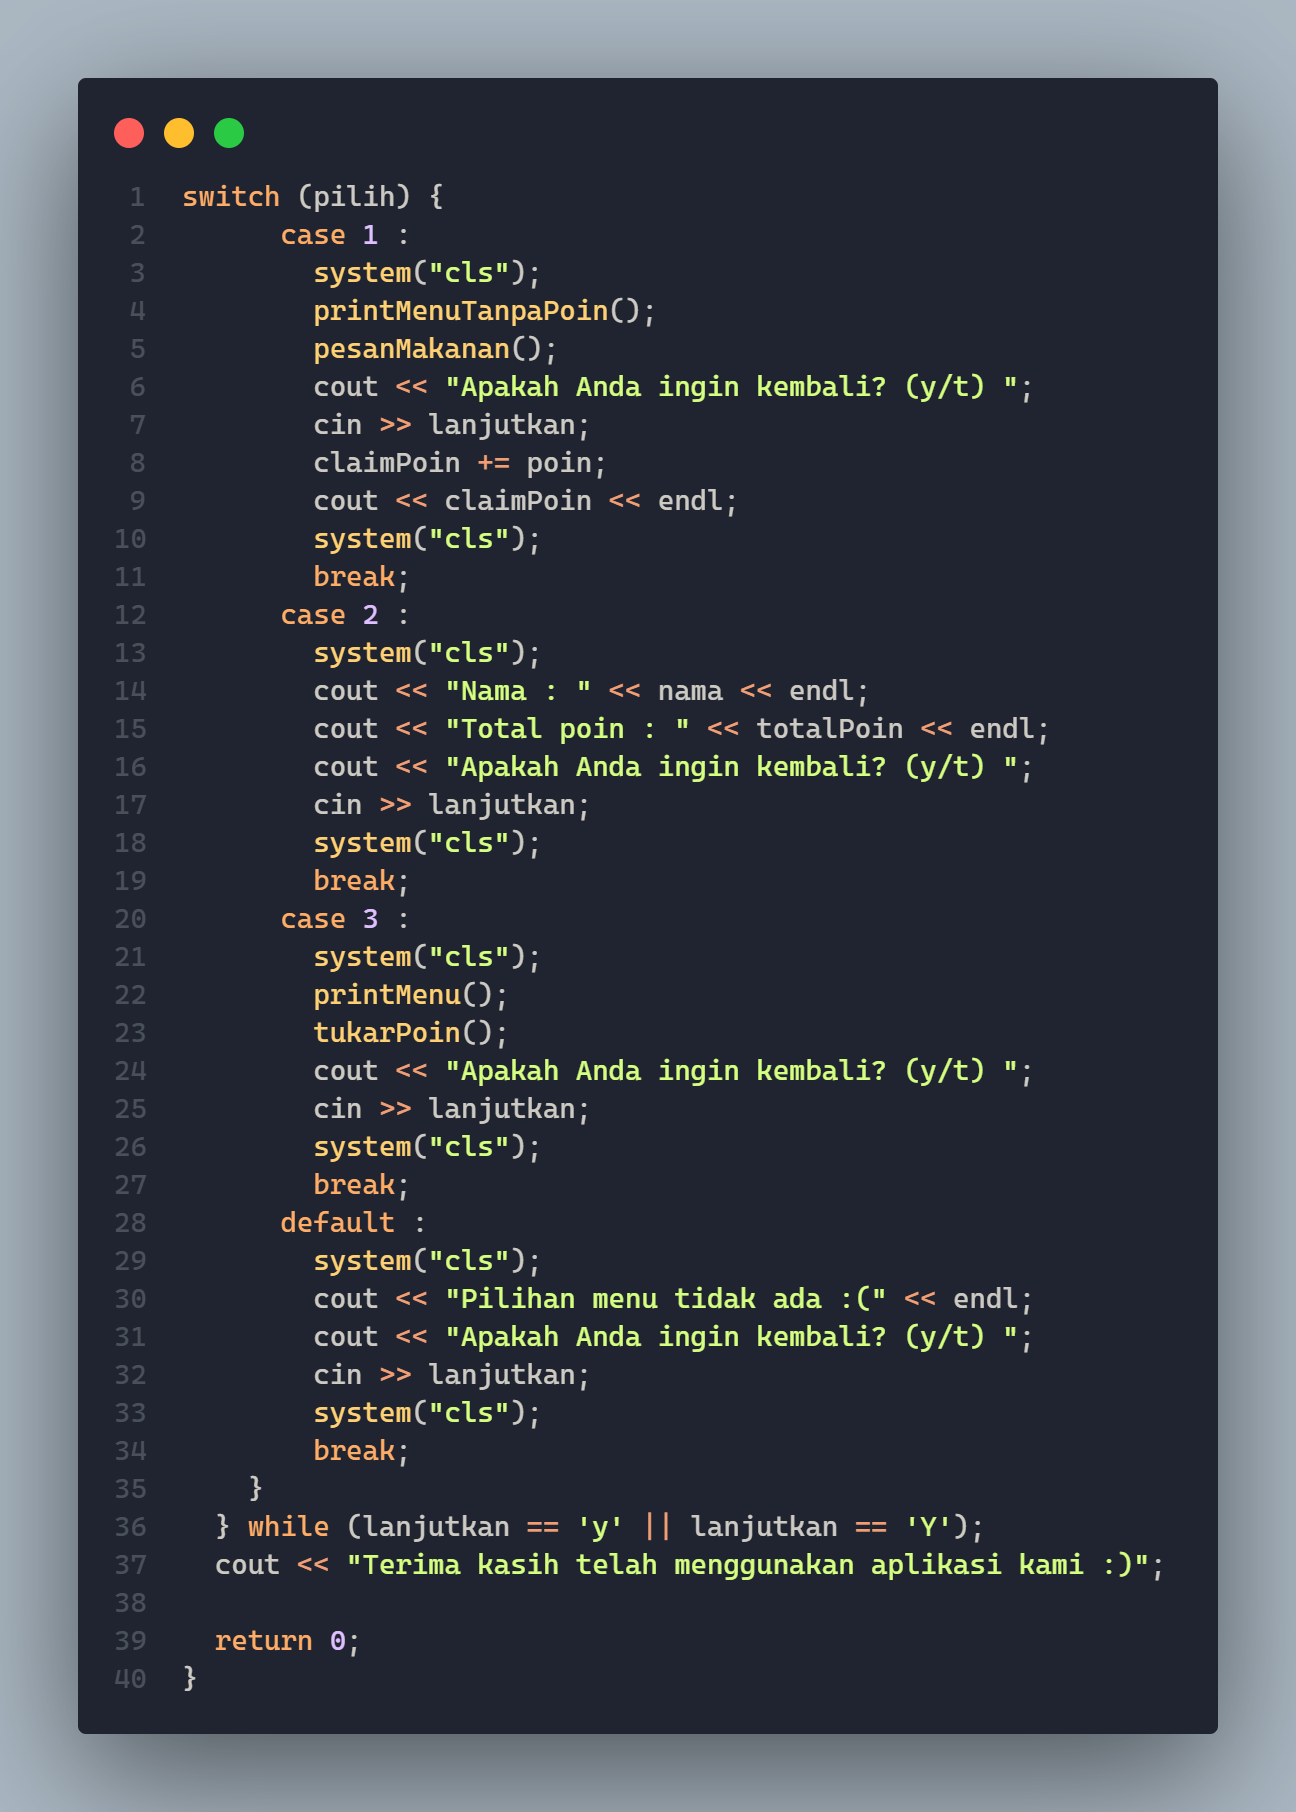 1 switch (pilih) {
2 case 1 :
3 system("cls");
4 printMenuTanpaPoin();
5 pesanMakanan();
6 cout << "Apakah Anda ingin kembali? (y/t) ";
7 cin >> lanjutkan;
8 claimPoin += poin;
9 cout << claimPoin << endl;
10 system("cls");
11 break;
12 case 2 :
13 system("cls");
14 cout << "Nama : " << nama << endl;
15 cout << "Total poin : " << totalPoin << endl;
16 cout << "Apakah Anda ingin kembali? (y/t) ";
17 cin >> lanjutkan;
18 system("cls");
19 break;
20 case 3 :
21 system("cls");
22 printMenu();
23 tukarPoin();
24 cout << "Apakah Anda ingin kembali? (y/t) ";
25 cin >> lanjutkan;
26 system("cls");
27 break;
28 default :
29 system("cls");
30 cout << "Pilihan menu tidak ada :(" << endl;
31 cout << "Apakah Anda ingin kembali? (y/t) ";
32 cin >> lanjutkan;
33 system("cls");
34 break;
35 }
36 } while (lanjutkan == 'y' || lanjutkan == 'Y');
37 cout << "Terima kasih telah menggunakan aplikasi kami :)";
38
39 return 0;
40 }